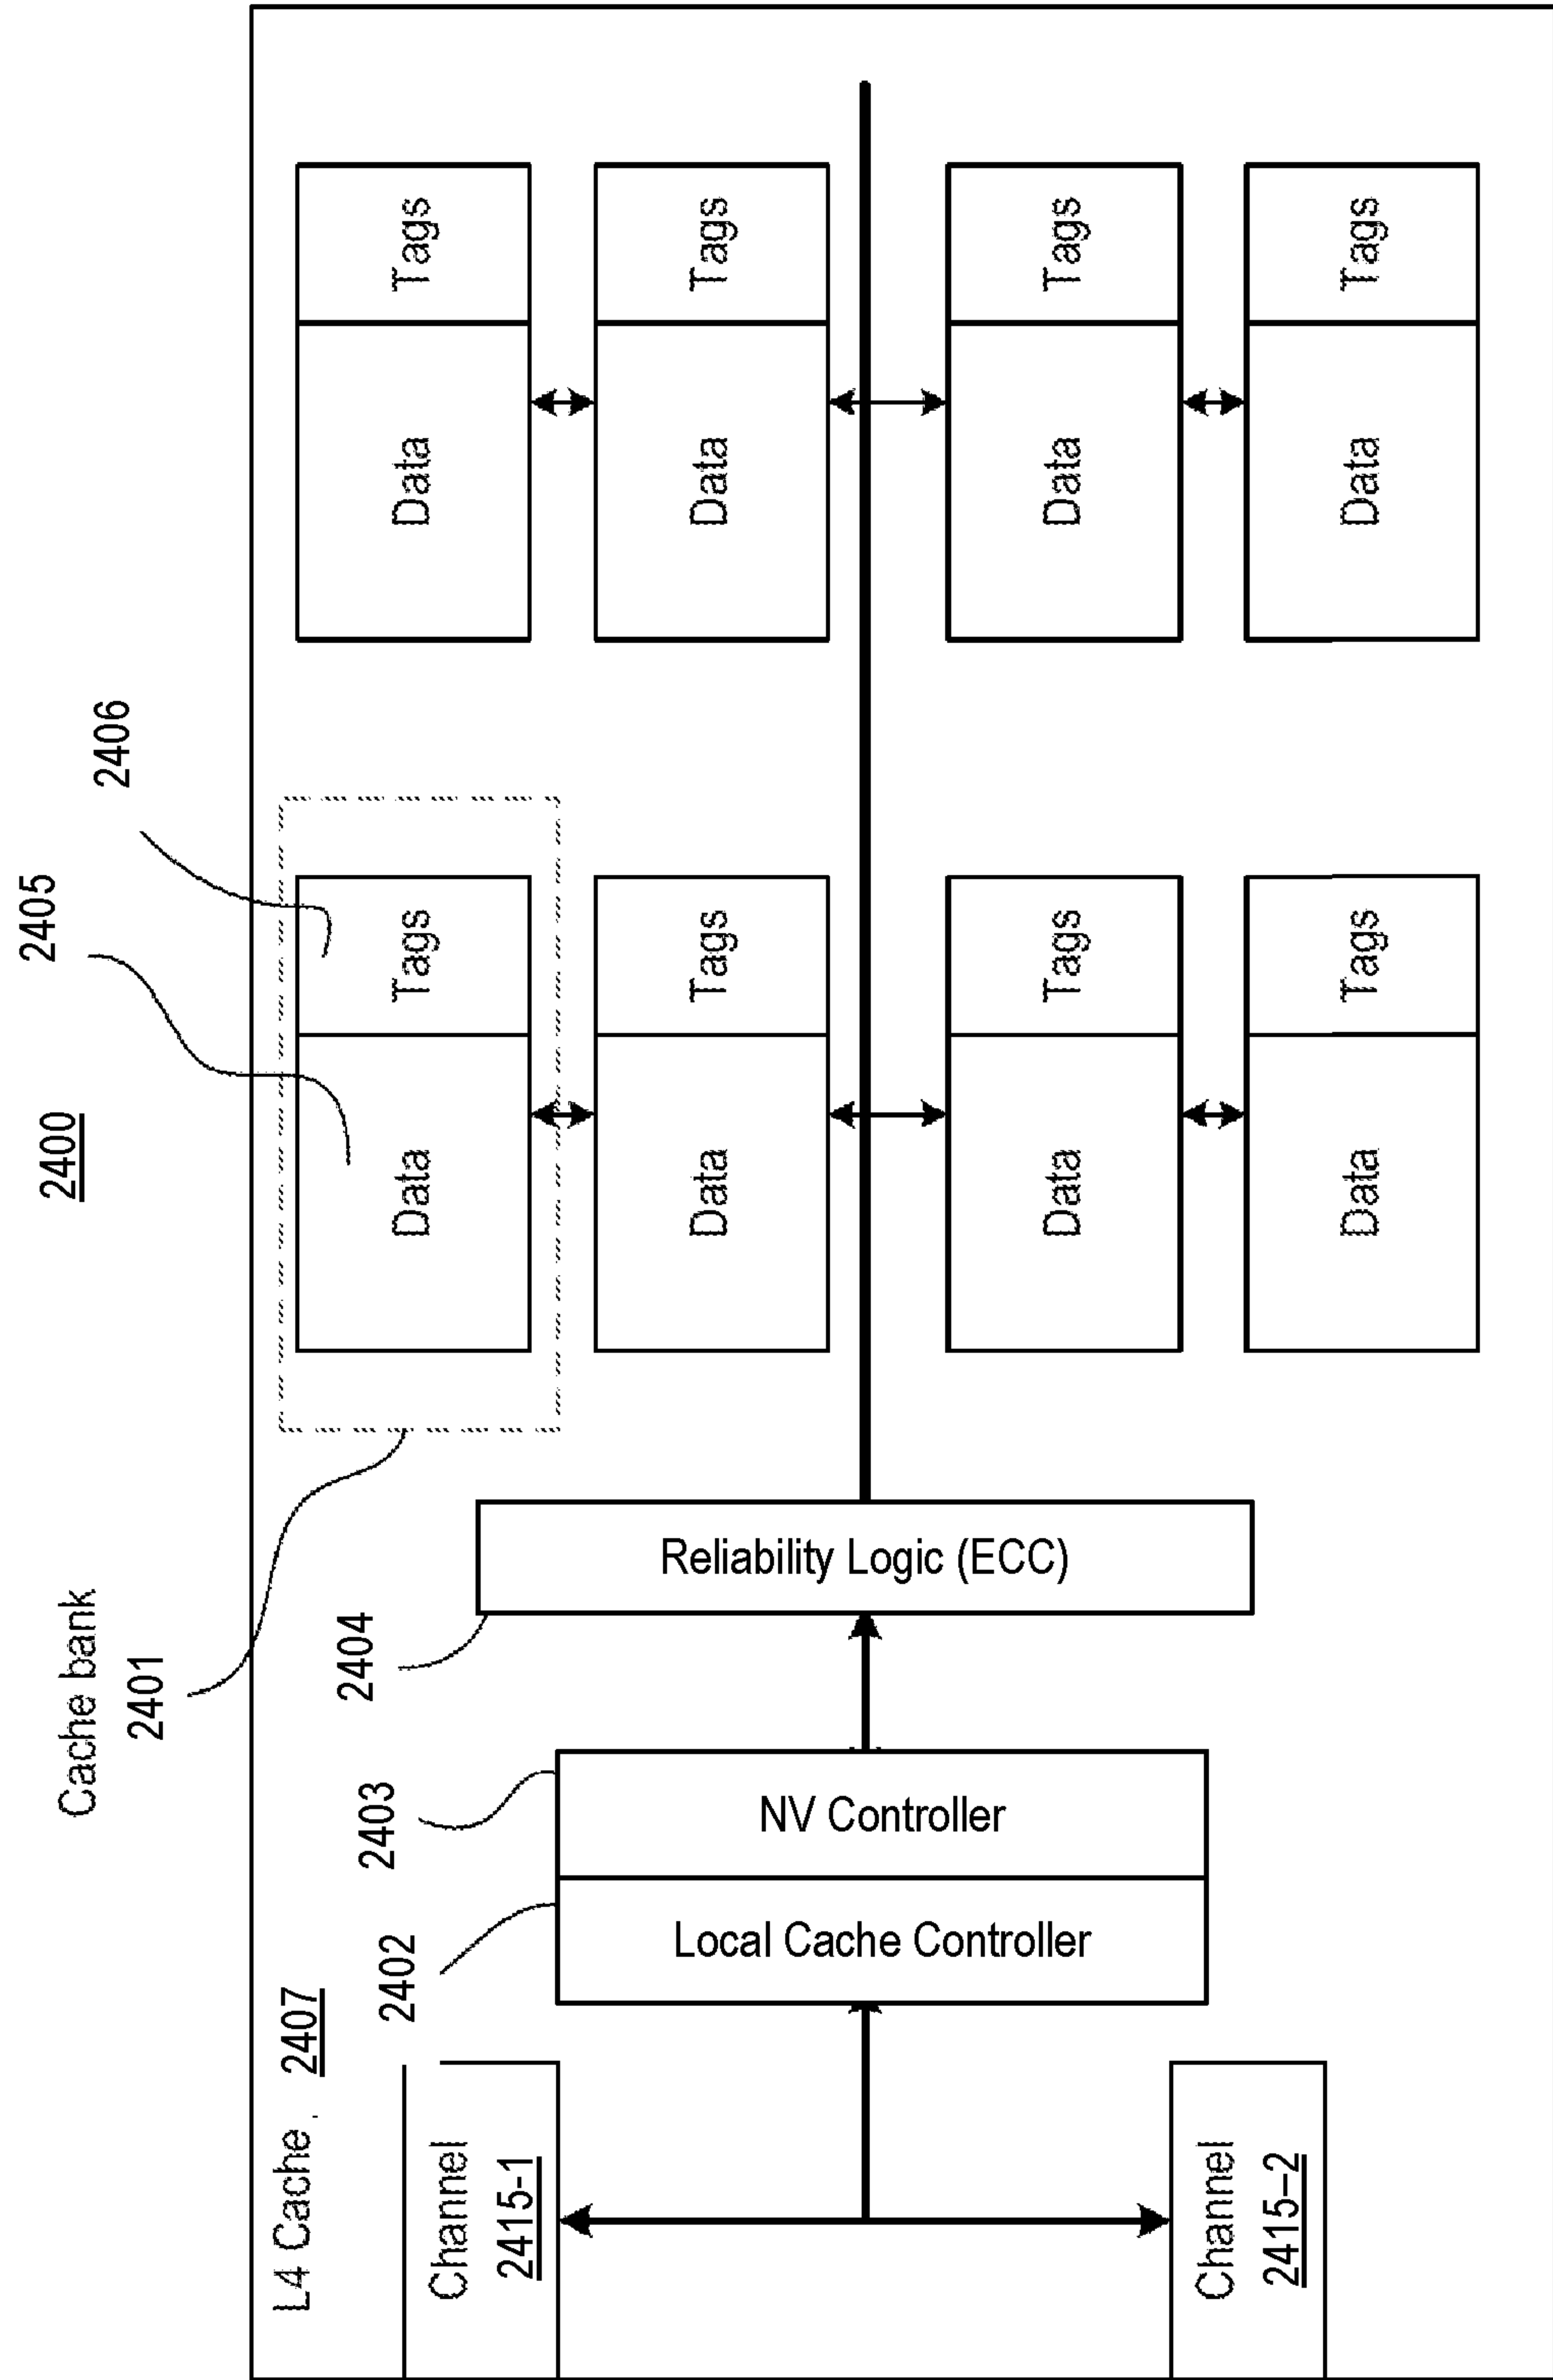 2400
Cache bank
2401
2405
2406
L4 Cache 2407
2402
2403
2404
Channel
2415-1
Channel
2415-2
Local Cache Controller
NV Controller
Reliability Logic (ECC)
Data
Tags
Data
Tags
Data
Tags
Data
Tags
Data
Tags
Data
Tags
Data
Tags
Data
Tags